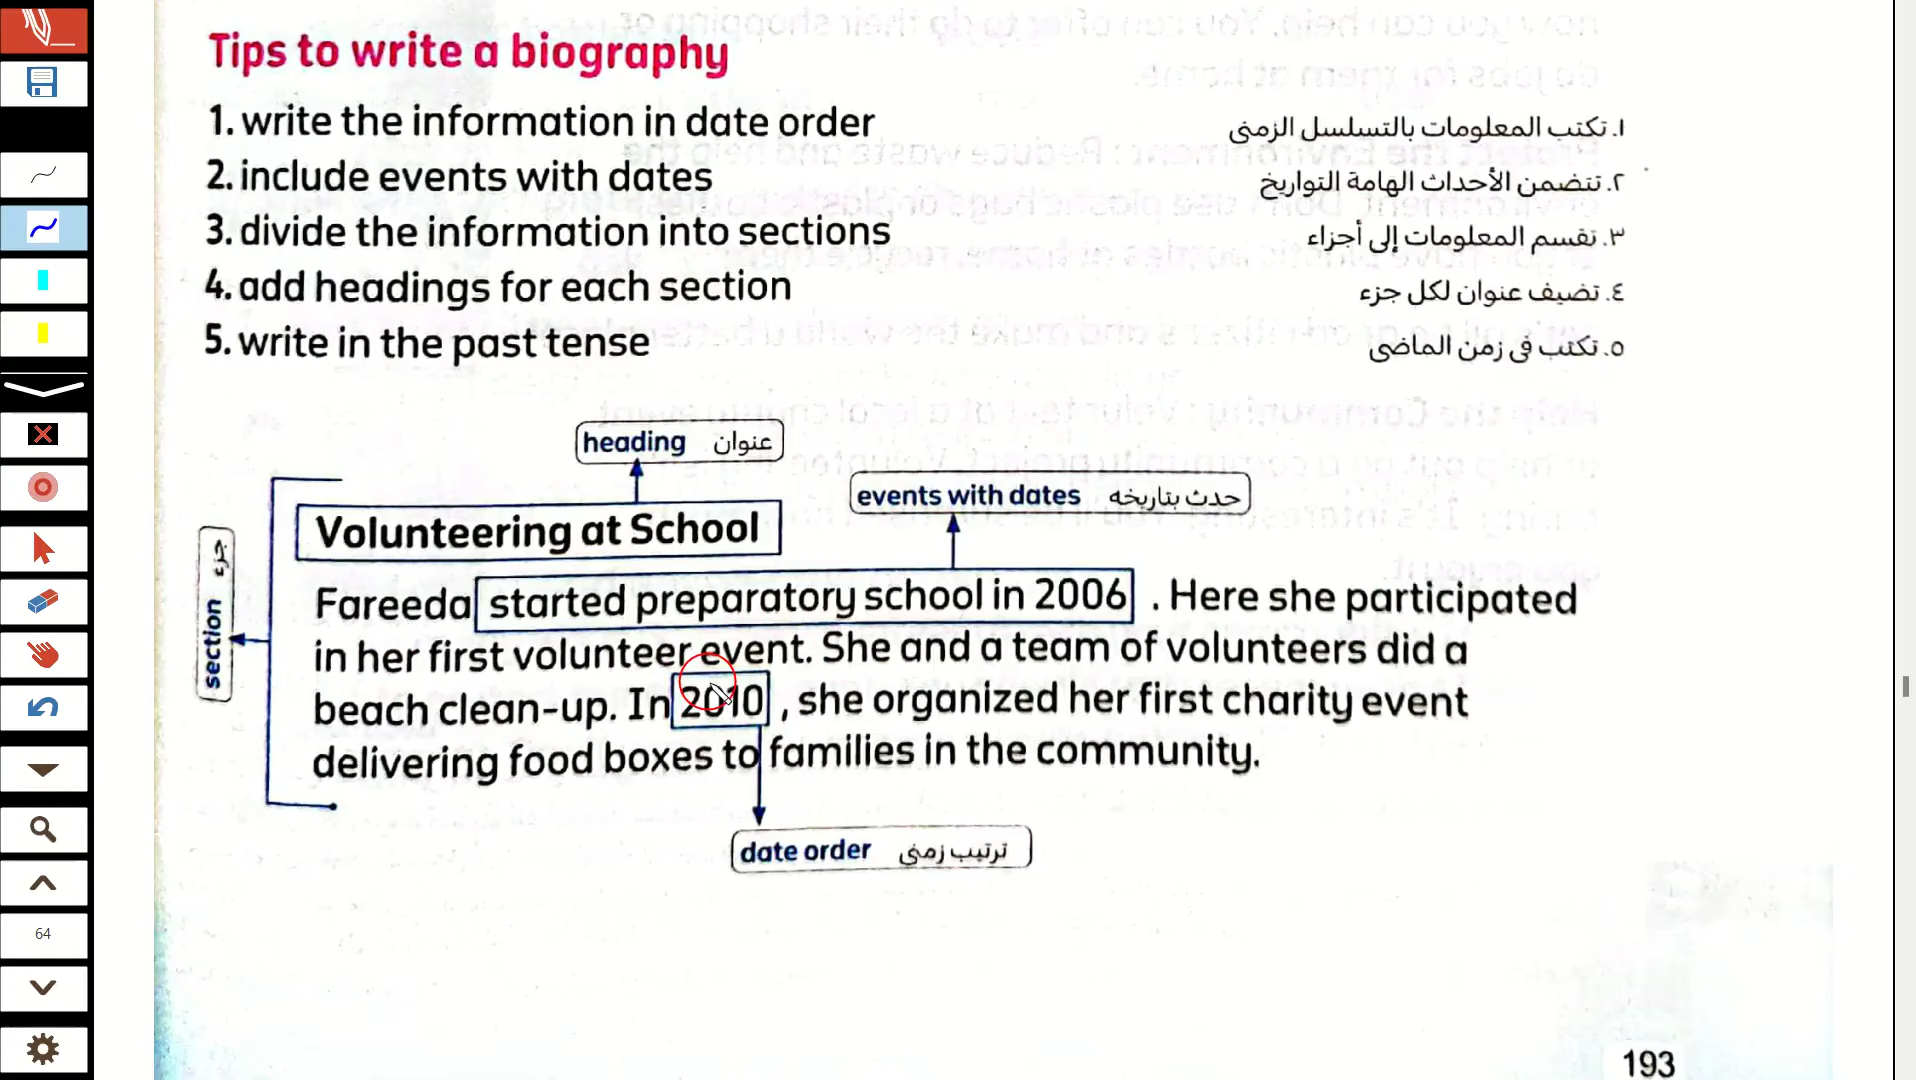 Tips to write a biography
1. write the information in date order
١. تكتب المعلومات بالتسلسل الزمنى
2. include events with dates
٢. تتضمن الأحداث الهامة التواريخ
3. divide the information into sections
٣. تقسم المعلومات إلى أجزاء
4. add headings for each section
٤. تضيف عنوان لكل جزء
5. write in the past tense
٥. تكتب فى زمن الماضى
heading عنوان
events with dates حدث بتاريخه
section جزء
Volunteering at School
Fareeda started preparatory school in 2006 . Here she participated
in her first volunteer event. She and a team of volunteers did a
beach clean-up. In 2010 , she organized her first charity event
delivering food boxes to families in the community.
date order ترتيب زمنى
64
193